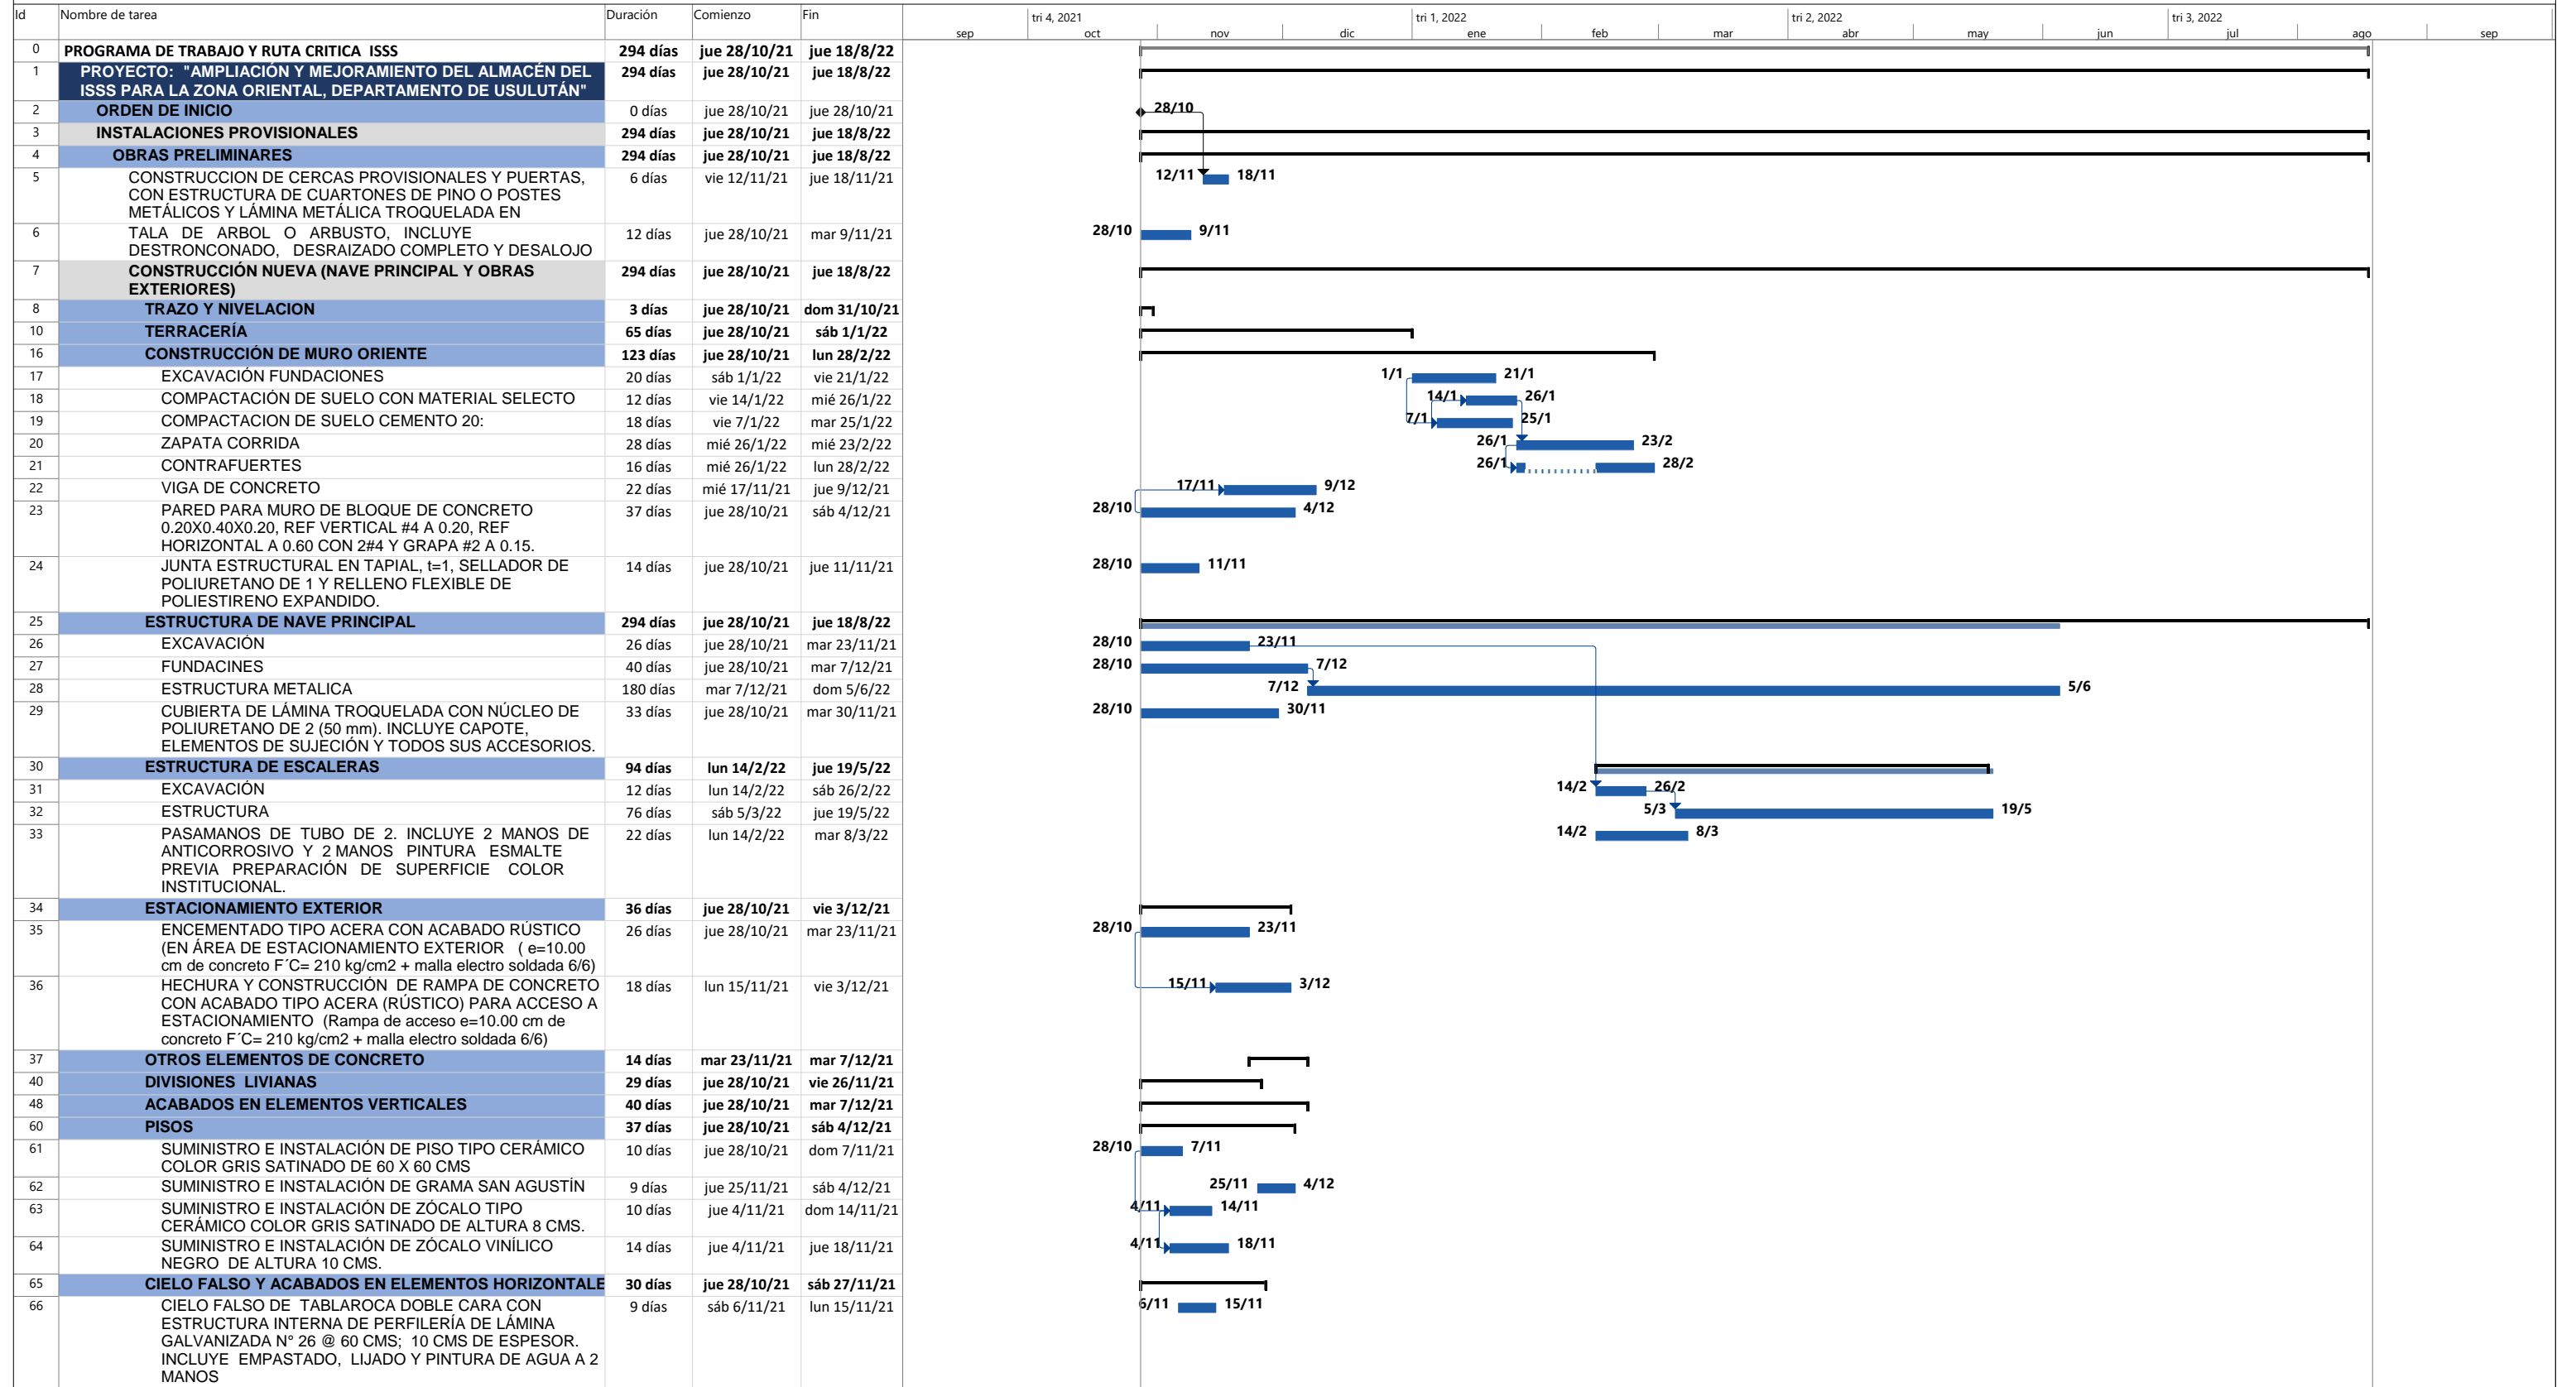 Id Nombre de tarea Duración Comienzo Fin
tri 4, 2021 tri 1, 2022 tri 2, 2022 tri 3, 2022
sep oct nov dic ene feb mar abr may jun jul ago sep
0 PROGRAMA DE TRABAJO Y RUTA CRITICA ISSS 294 días jue 28/10/21 jue 18/8/22
1 PROYECTO: "AMPLIACIÓN Y MEJORAMIENTO DEL ALMACÉN DEL 294 días jue 28/10/21 jue 18/8/22
ISSS PARA LA ZONA ORIENTAL, DEPARTAMENTO DE USULUTÁN"
2 ORDEN DE INICIO 0 días jue 28/10/21 jue 28/10/21 28/10
3 INSTALACIONES PROVISIONALES 294 días jue 28/10/21 jue 18/8/22
4 OBRAS PRELIMINARES 294 días jue 28/10/21 jue 18/8/22
5 CONSTRUCCION DE CERCAS PROVISIONALES Y PUERTAS, 6 días vie 12/11/21 jue 18/11/21 12/11 18/11
CON ESTRUCTURA DE CUARTONES DE PINO O POSTES
METÁLICOS Y LÁMINA METÁLICA TROQUELADA EN
6 TALA DE ARBOL O ARBUSTO, INCLUYE 12 días jue 28/10/21 mar 9/11/21 28/10 9/11
DESTRONCONADO, DESRAIZADO COMPLETO Y DESALOJO
7 CONSTRUCCIÓN NUEVA (NAVE PRINCIPAL Y OBRAS 294 días jue 28/10/21 jue 18/8/22
EXTERIORES)
8 TRAZO Y NIVELACION 3 días jue 28/10/21 dom 31/10/21
10 TERRACERÍA 65 días jue 28/10/21 sáb 1/1/22
16 CONSTRUCCIÓN DE MURO ORIENTE 123 días jue 28/10/21 lun 28/2/22
17 EXCAVACIÓN FUNDACIONES 20 días sáb 1/1/22 vie 21/1/22 1/1 21/1
18 COMPACTACIÓN DE SUELO CON MATERIAL SELECTO 12 días vie 14/1/22 mié 26/1/22 14/1 26/1
19 COMPACTACION DE SUELO CEMENTO 20: 18 días vie 7/1/22 mar 25/1/22 7/1 25/1
20 ZAPATA CORRIDA 28 días mié 26/1/22 mié 23/2/22 26/1 23/2
21 CONTRAFUERTES 16 días mié 26/1/22 lun 28/2/22 26/1 28/2
22 VIGA DE CONCRETO 22 días mié 17/11/21 jue 9/12/21 17/11 9/12
23 PARED PARA MURO DE BLOQUE DE CONCRETO 37 días jue 28/10/21 sáb 4/12/21 28/10 4/12
0.20X0.40X0.20, REF VERTICAL #4 A 0.20, REF
HORIZONTAL A 0.60 CON 2#4 Y GRAPA #2 A 0.15.
24 JUNTA ESTRUCTURAL EN TAPIAL, t=1, SELLADOR DE 14 días jue 28/10/21 jue 11/11/21 28/10 11/11
POLIURETANO DE 1 Y RELLENO FLEXIBLE DE
POLIESTIRENO EXPANDIDO.
25 ESTRUCTURA DE NAVE PRINCIPAL 294 días jue 28/10/21 jue 18/8/22
26 EXCAVACIÓN 26 días jue 28/10/21 mar 23/11/21 28/10 23/11
27 FUNDACINES 40 días jue 28/10/21 mar 7/12/21 28/10 7/12
28 ESTRUCTURA METALICA 180 días mar 7/12/21 dom 5/6/22 7/12 5/6
29 CUBIERTA DE LÁMINA TROQUELADA CON NÚCLEO DE 33 días jue 28/10/21 mar 30/11/21 28/10 30/11
POLIURETANO DE 2 (50 mm). INCLUYE CAPOTE,
ELEMENTOS DE SUJECIÓN Y TODOS SUS ACCESORIOS.
30 ESTRUCTURA DE ESCALERAS 94 días lun 14/2/22 jue 19/5/22
31 EXCAVACIÓN 12 días lun 14/2/22 sáb 26/2/22 14/2 26/2
32 ESTRUCTURA 76 días sáb 5/3/22 jue 19/5/22 5/3 19/5
33 PASAMANOS DE TUBO DE 2. INCLUYE 2 MANOS DE 22 días lun 14/2/22 mar 8/3/22 14/2 8/3
ANTICORROSIVO Y 2 MANOS PINTURA ESMALTE
PREVIA PREPARACIÓN DE SUPERFICIE COLOR
INSTITUCIONAL.
34 ESTACIONAMIENTO EXTERIOR 36 días jue 28/10/21 vie 3/12/21
35 ENCEMENTADO TIPO ACERA CON ACABADO RÚSTICO 26 días jue 28/10/21 mar 23/11/21 28/10 23/11
(EN ÁREA DE ESTACIONAMIENTO EXTERIOR ( e=10.00
cm de concreto F´C= 210 kg/cm2 + malla electro soldada 6/6)
36 HECHURA Y CONSTRUCCIÓN DE RAMPA DE CONCRETO 18 días lun 15/11/21 vie 3/12/21 15/11 3/12
CON ACABADO TIPO ACERA (RÚSTICO) PARA ACCESO A
ESTACIONAMIENTO (Rampa de acceso e=10.00 cm de
concreto F´C= 210 kg/cm2 + malla electro soldada 6/6)
37 OTROS ELEMENTOS DE CONCRETO 14 días mar 23/11/21 mar 7/12/21
40 DIVISIONES LIVIANAS 29 días jue 28/10/21 vie 26/11/21
48 ACABADOS EN ELEMENTOS VERTICALES 40 días jue 28/10/21 mar 7/12/21
60 PISOS 37 días jue 28/10/21 sáb 4/12/21
61 SUMINISTRO E INSTALACIÓN DE PISO TIPO CERÁMICO 10 días jue 28/10/21 dom 7/11/21 28/10 7/11
COLOR GRIS SATINADO DE 60 X 60 CMS
62 SUMINISTRO E INSTALACIÓN DE GRAMA SAN AGUSTÍN 9 días jue 25/11/21 sáb 4/12/21 25/11 4/12
63 SUMINISTRO E INSTALACIÓN DE ZÓCALO TIPO 10 días jue 4/11/21 dom 14/11/21 4/11 14/11
CERÁMICO COLOR GRIS SATINADO DE ALTURA 8 CMS.
64 SUMINISTRO E INSTALACIÓN DE ZÓCALO VINÍLICO 14 días jue 4/11/21 jue 18/11/21 4/11 18/11
NEGRO DE ALTURA 10 CMS.
65 CIELO FALSO Y ACABADOS EN ELEMENTOS HORIZONTALE 30 días jue 28/10/21 sáb 27/11/21
66 CIELO FALSO DE TABLAROCA DOBLE CARA CON 9 días sáb 6/11/21 lun 15/11/21 6/11 15/11
ESTRUCTURA INTERNA DE PERFILERÍA DE LÁMINA
GALVANIZADA N° 26 @ 60 CMS; 10 CMS DE ESPESOR.
INCLUYE EMPASTADO, LIJADO Y PINTURA DE AGUA A 2
MANOS